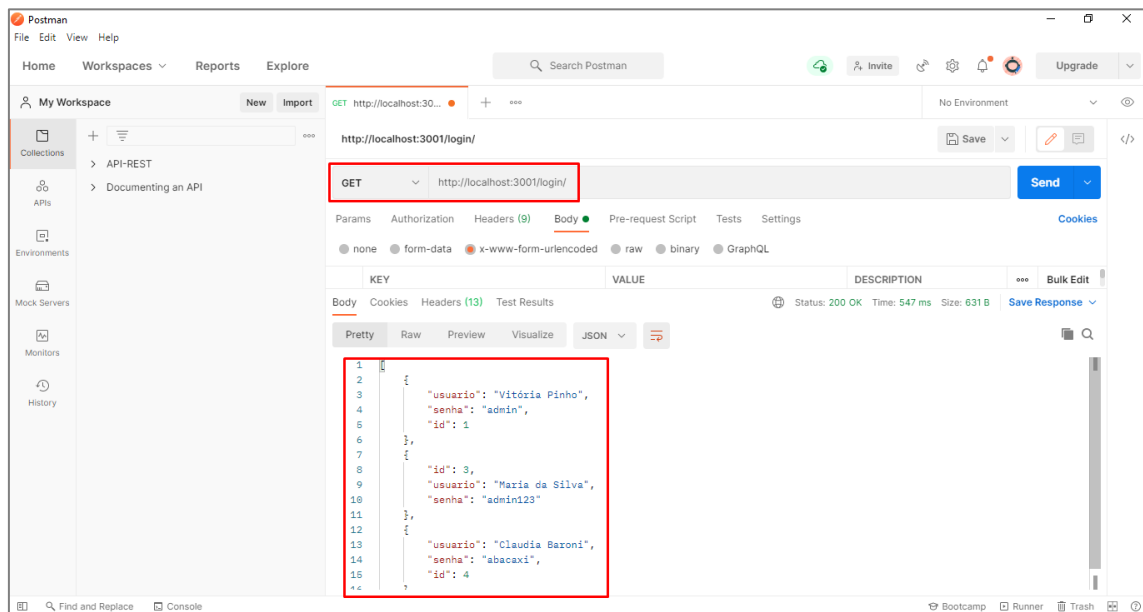 Postman
File Edit View Help
Home Workspaces Reports Explore Search Postman Invite Upgrade
My Workspace New Import GET http://localhost:30... No Environment
http://localhost:3001/login/ Save
Collections
API-REST
Documenting an API
GET http://localhost:3001/login/ Send
APIs
Params Authorization Headers (9) Body Pre-request Script Tests Settings Cookies
Environments
none form-data x-www-form-urlencoded raw binary GraphQL
KEY VALUE DESCRIPTION Bulk Edit
Mock Servers
Body Cookies Headers (13) Test Results Status: 200 OK Time: 547 ms Size: 631 B Save Response
Monitors
Pretty Raw Preview Visualize JSON
History
1 [
2 {
3 "usuario": "Vitória Pinho",
4 "senha": "admin",
5 "id": 1
6 },
7 {
8 "id": 3,
9 "usuario": "Maria da Silva",
10 "senha": "admin123"
11 },
12 {
13 "usuario": "Claudia Baroni",
14 "senha": "abacaxi",
15 "id": 4
Find and Replace Console Bootcamp Runner Trash